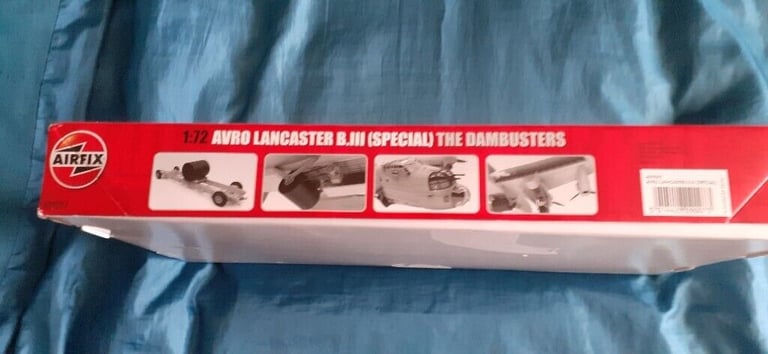 1:72 AVRO LANCASTER B.III (SPECIAL) THE DAMBUSTERS
AIRFIX